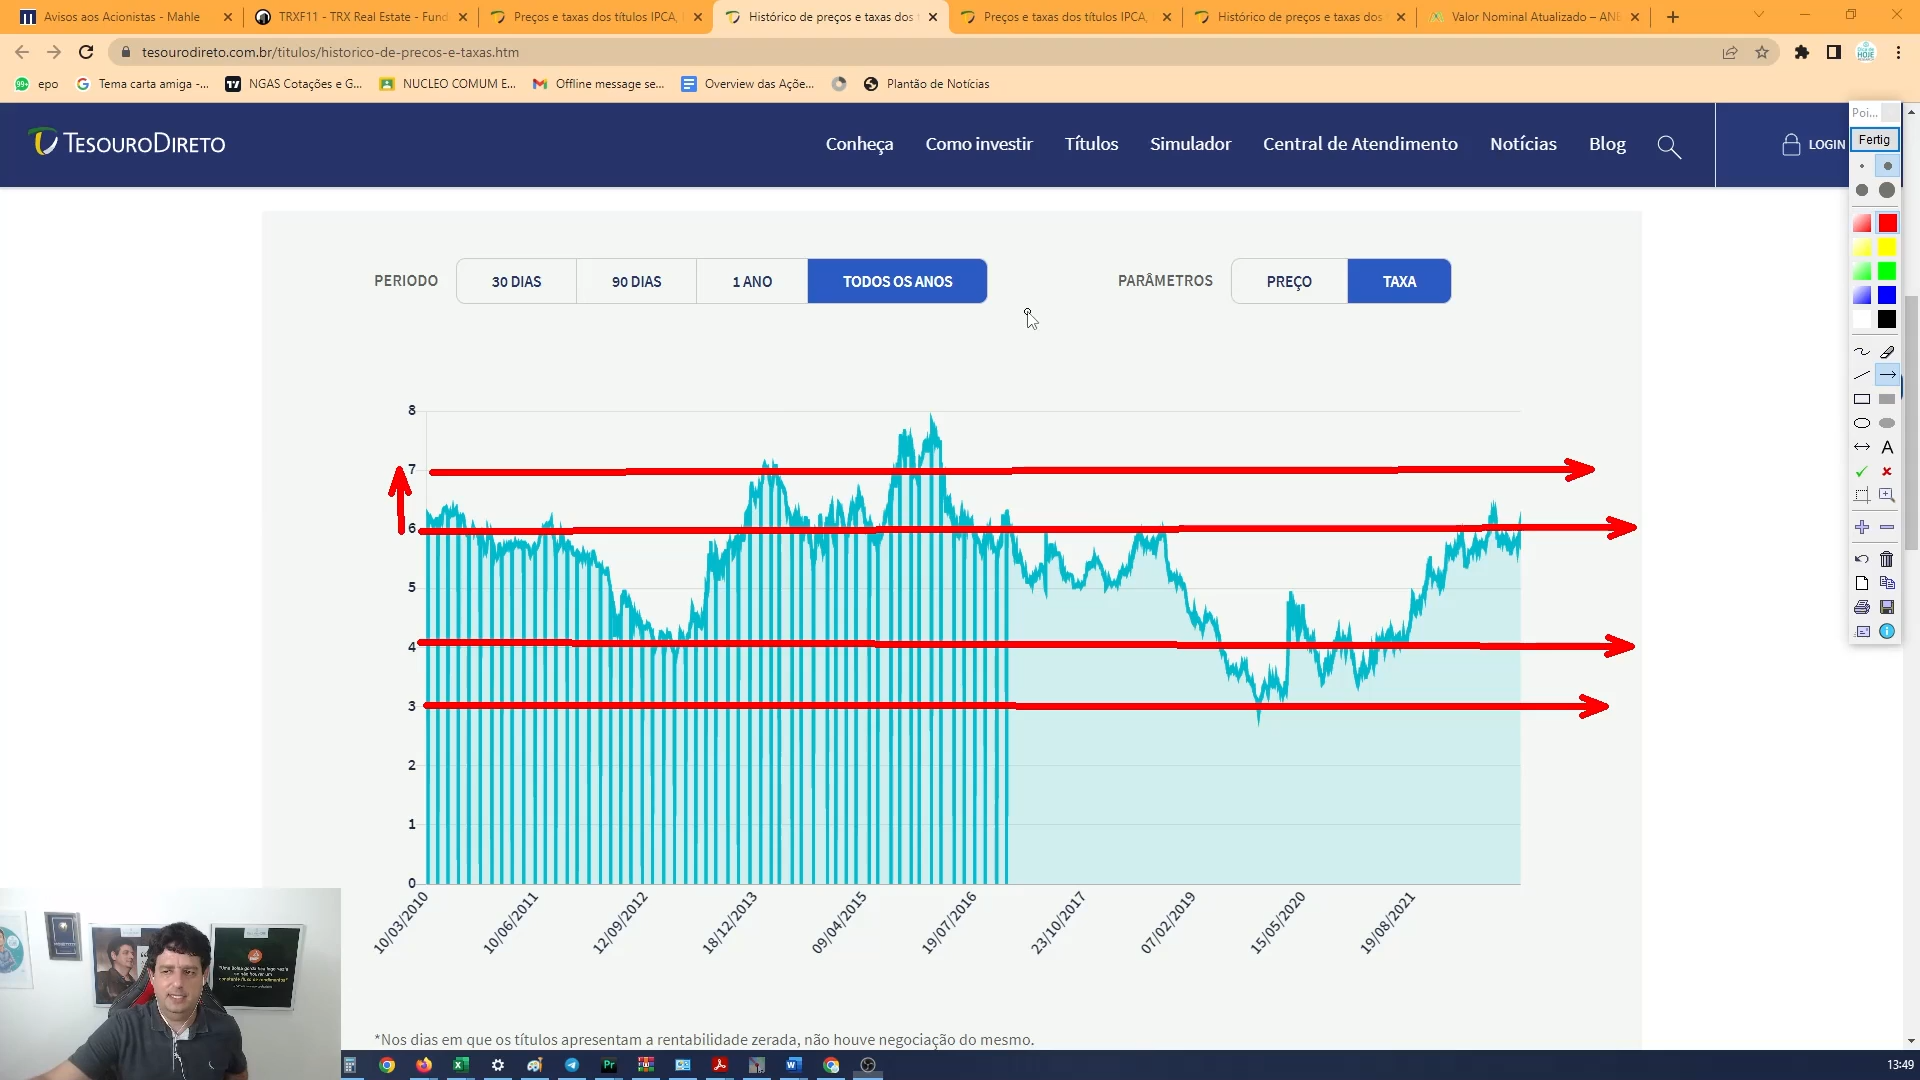 Avisos aos Acionistas - Mahle
TRXF11 - TRX Real Estate - Fund
Preços e taxas dos títulos IPCA,
Histórico de preços e taxas dos
Preços e taxas dos títulos IPCA,
Histórico de preços e taxas dos
Valor Nominal Atualizado – ANB
tesourodireto.com.br/titulos/historico-de-precos-e-taxas.htm
99+
epo
Tema carta amiga -...
NGAS Cotações e G...
NUCLEO COMUM E...
Offline message se...
Overview das Açõe...
Plantão de Notícias
TESOURODIRETO
Conheça
Como investir
Títulos
Simulador
Central de Atendimento
Notícias
Blog
LOGIN
Poi...
Fertig
A
PERIODO
30 DIAS
90 DIAS
1 ANO
TODOS OS ANOS
PARÂMETROS
PREÇO
TAXA
8
7
6
5
4
3
2
1
0
10/03/2010
10/06/2011
12/09/2012
18/12/2013
09/04/2015
19/07/2016
23/10/2017
07/02/2019
15/05/2020
19/08/2021
*Nos dias em que os títulos apresentam a rentabilidade zerada, não houve negociação do mesmo.
13:49